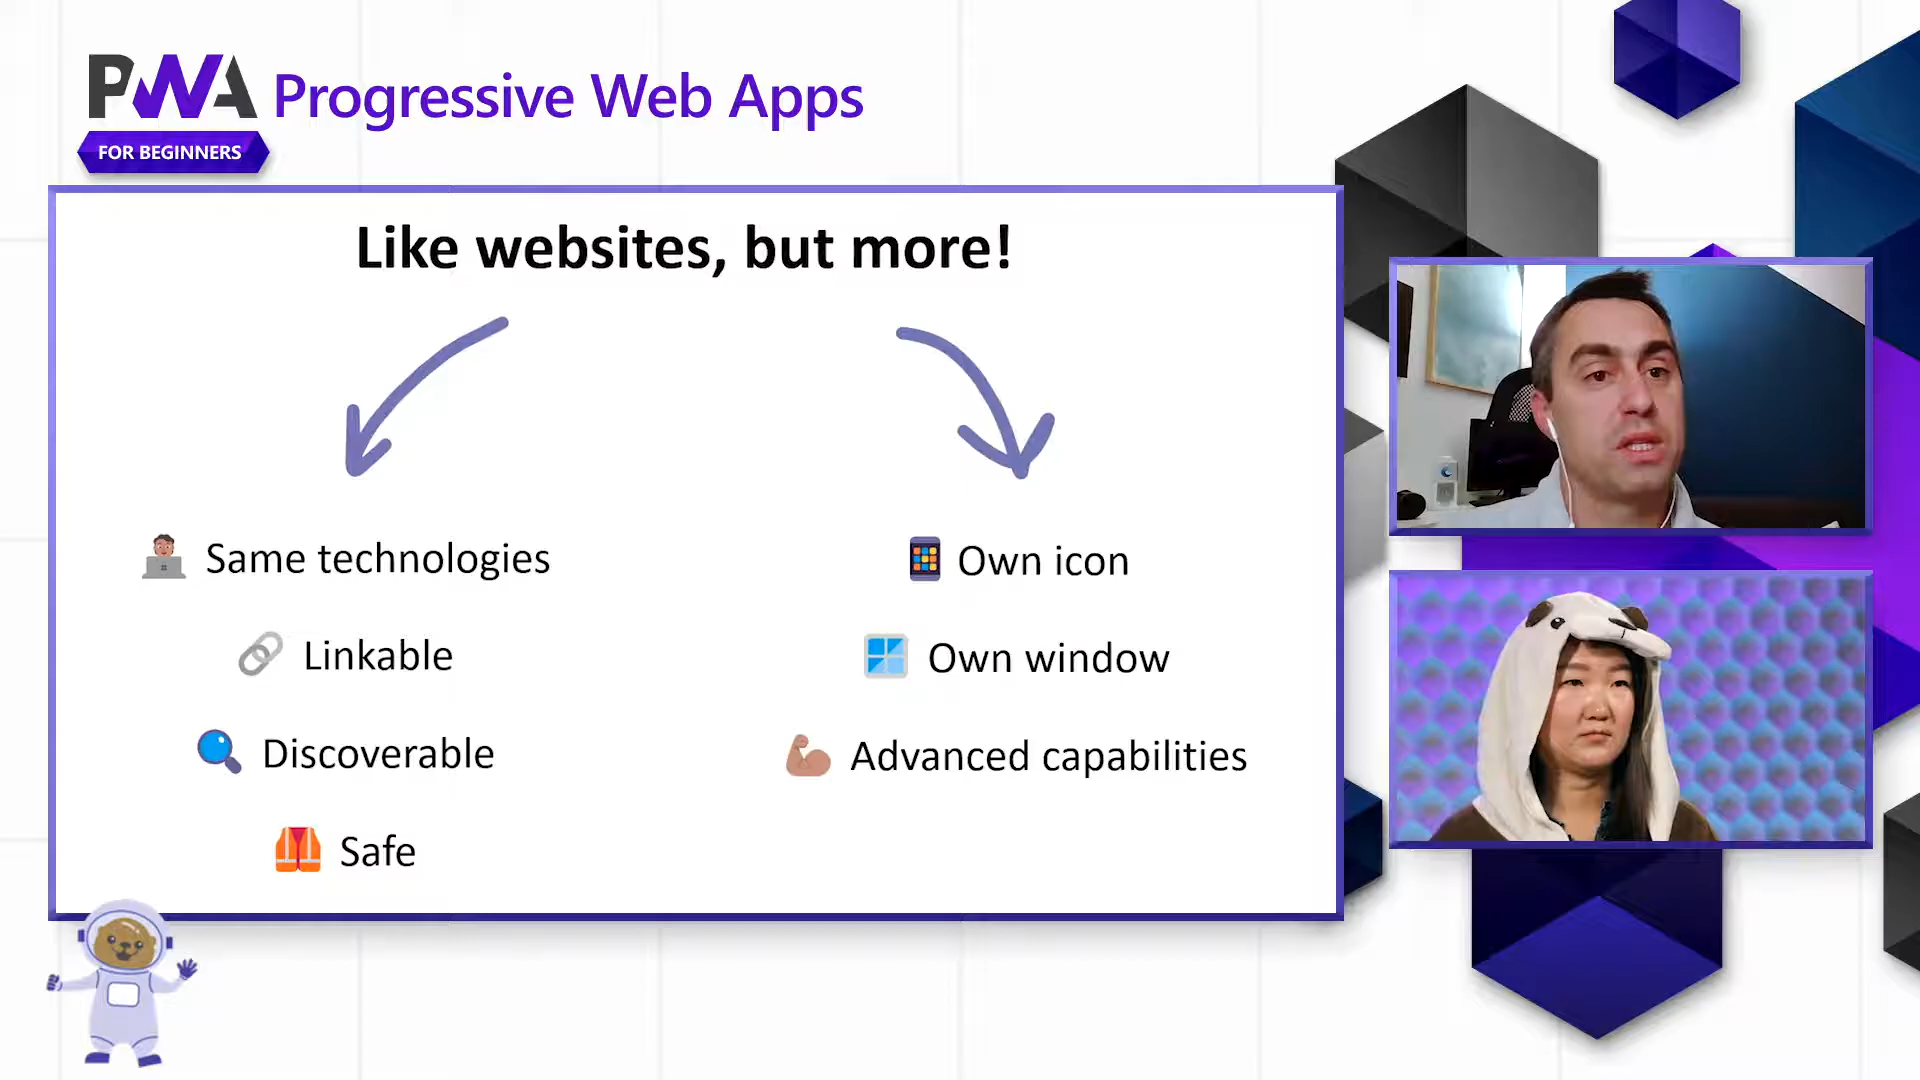 PWA Progressive Web Apps
FOR BEGINNERS
Like websites, but more!
Same technologies
Linkable
Discoverable
Safe
Own icon
Own window
Advanced capabilities